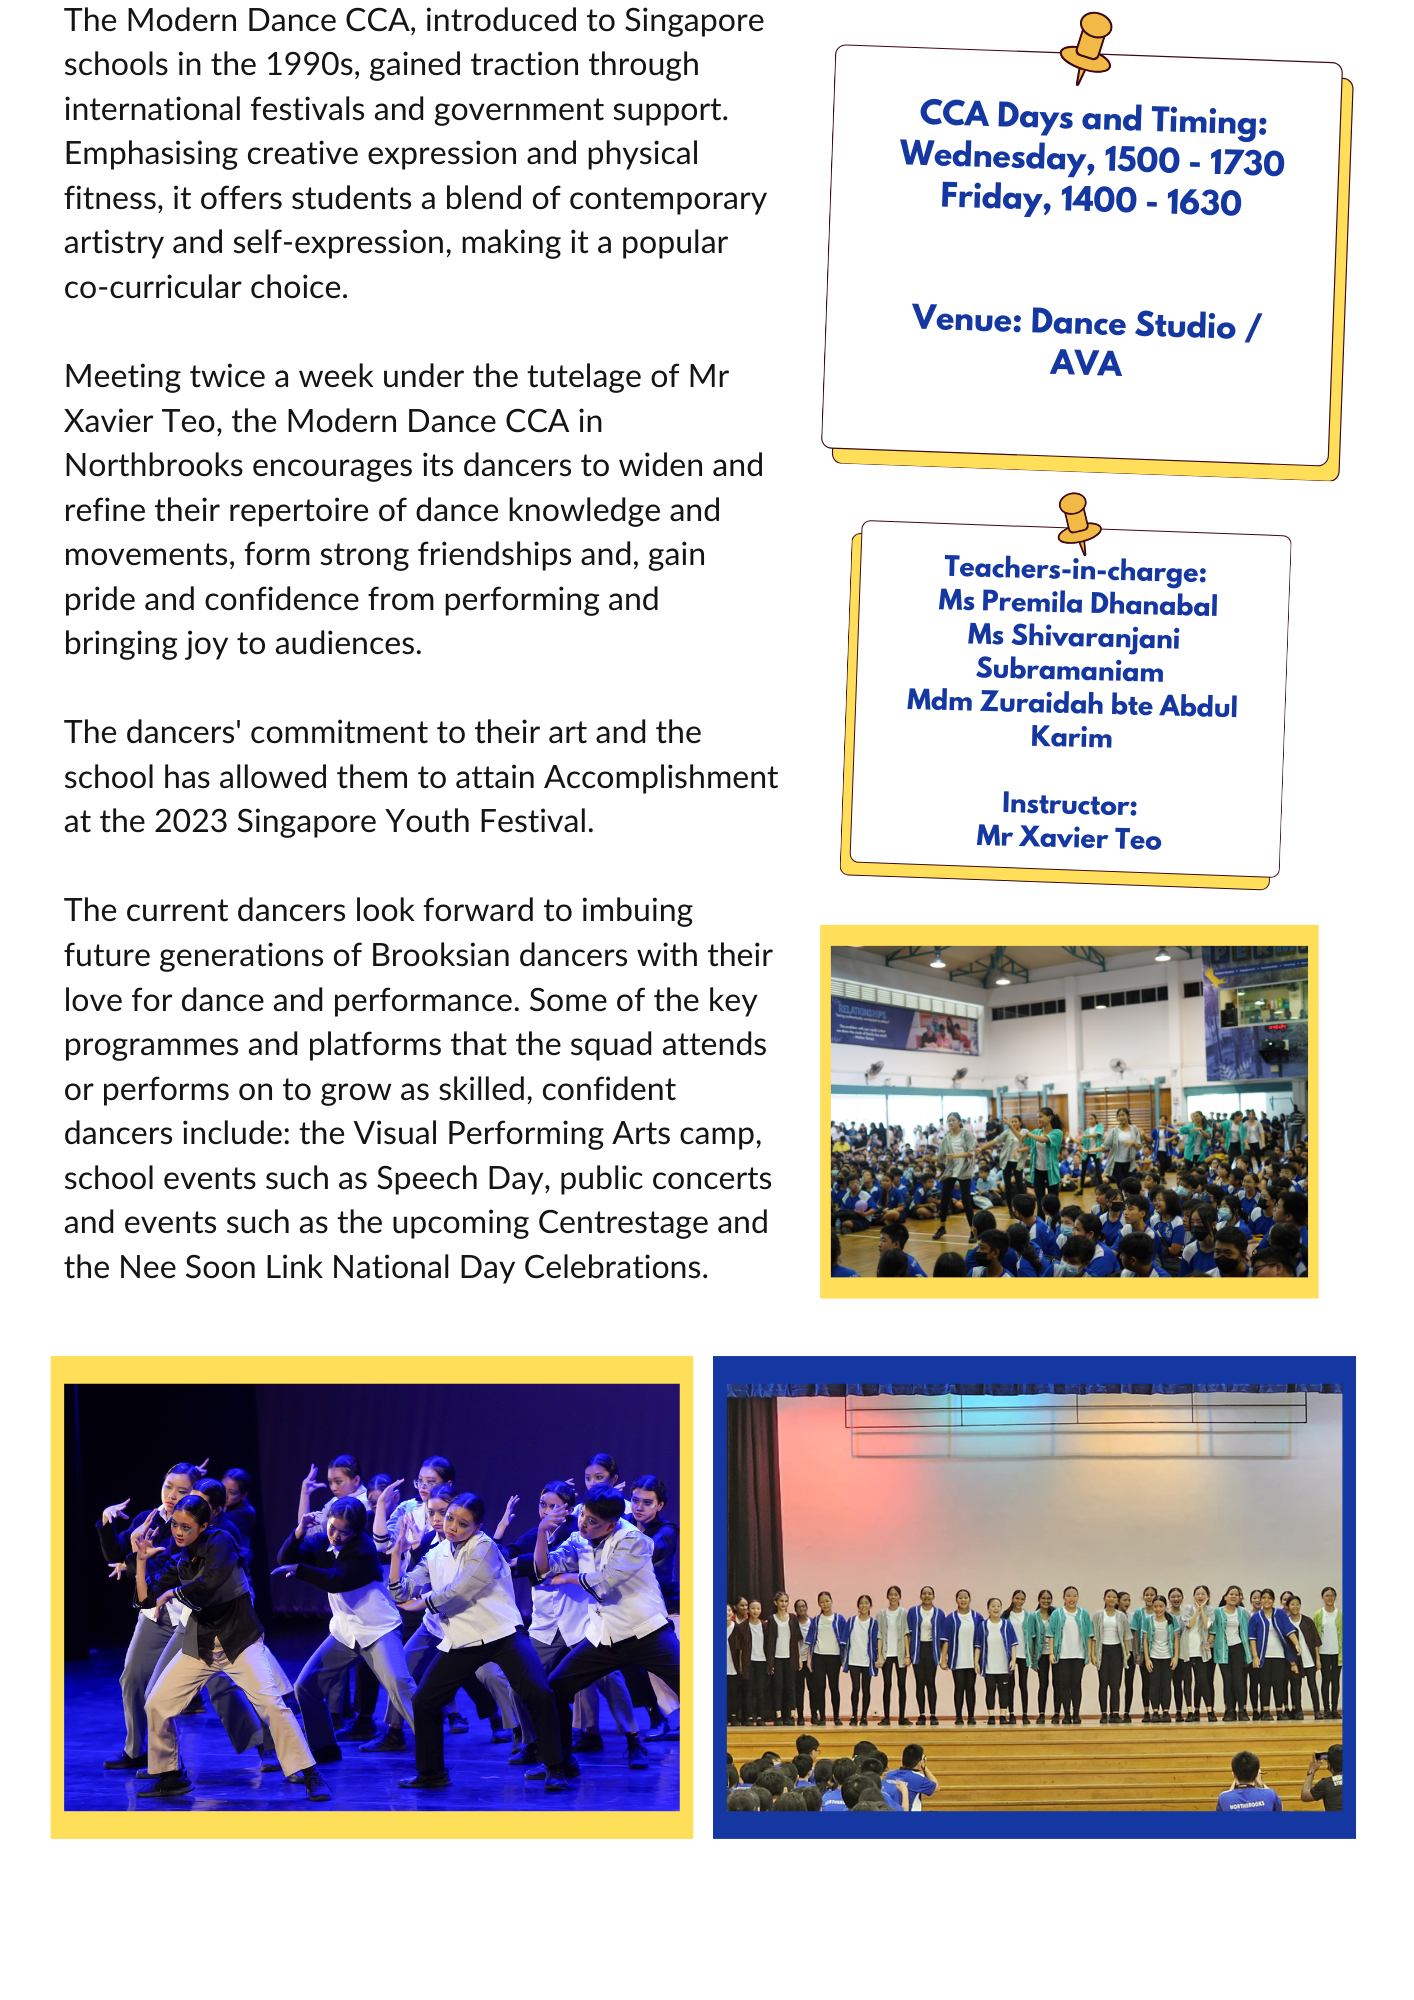 The Modern Dance CCA, introduced to Singapore
schools in the 1990s, gained traction through
international festivals and government support.
Emphasising creative expression and physical
fitness, it offers students a blend of contemporary
artistry and self-expression, making it a popular
co-curricular choice.
Meeting twice a week under the tutelage of Mr
Xavier Teo, the Modern Dance CCA in
Northbrooks encourages its dancers to widen and
refine their repertoire of dance knowledge and
movements, form strong friendships and, gain
pride and confidence from performing and
bringing joy to audiences.
The dancers' commitment to their art and the
school has allowed them to attain Accomplishment
at the 2023 Singapore Youth Festival.
The current dancers look forward to imbuing
future generations of Brooksian dancers with their
love for dance and performance. Some of the key
programmes and platforms that the squad attends
or performs on to grow as skilled, confident
dancers include: the Visual Performing Arts camp,
school events such as Speech Day, public concerts
and events such as the upcoming Centrestage and
the Nee Soon Link National Day Celebrations.
CCA Days and Timing:
Wednesday, 1500 - 1730
Friday, 1400 - 1630
Venue: Dance Studio /
AVA
Teachers-in-charge:
Ms Premila Dhanabal
Ms Shivaranjani
Subramaniam
Mdm Zuraidah bte Abdul
Karim
Instructor:
Mr Xavier Teo
RELATIONSHIPS
NORTHBROOKS